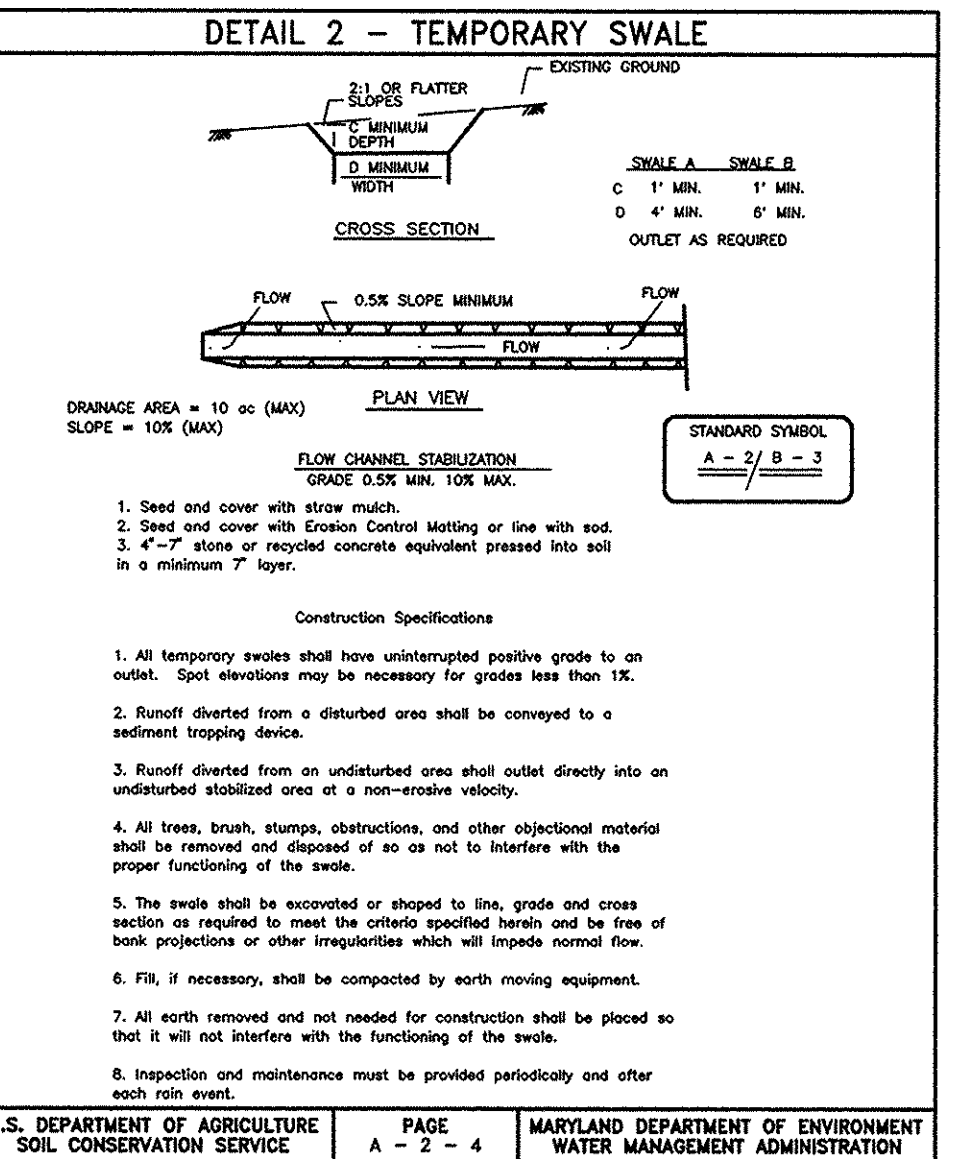 DETAIL 2 – TEMPORARY SWALE
EXISTING GROUND
2:1 OR FLATTER
SLOPES
C MINIMUM
DEPTH
D MINIMUM
WIDTH
CROSS SECTION
SWALE A SWALE B
C 1' MIN. 1' MIN.
D 4' MIN. 6' MIN.
OUTLET AS REQUIRED
FLOW 0.5% SLOPE MINIMUM FLOW
FLOW
PLAN VIEW
DRAINAGE AREA = 10 ac (MAX)
SLOPE = 10% (MAX)
STANDARD SYMBOL
A - 2/ B - 3
FLOW CHANNEL STABILIZATION
GRADE 0.5% MIN. 10% MAX.
1. Seed and cover with straw mulch.
2. Seed and cover with Erosion Control Matting or line with sod.
3. 4"-7" stone or recycled concrete equivalent pressed into soil
in a minimum 7" layer.
Construction Specifications
1. All temporary swales shall have uninterrupted positive grade to an
outlet. Spot elevations may be necessary for grades less than 1%.
2. Runoff diverted from a disturbed area shall be conveyed to a
sediment trapping device.
3. Runoff diverted from an undisturbed area shall outlet directly into an
undisturbed stabilized area at a non-erosive velocity.
4. All trees, brush, stumps, obstructions, and other objectional material
shall be removed and disposed of so as not to interfere with the
proper functioning of the swale.
5. The swale shall be excavated or shaped to line, grade and cross
section as required to meet the criteria specified herein and be free of
bank projections or other irregularities which will impede normal flow.
6. Fill, if necessary, shall be compacted by earth moving equipment.
7. All earth removed and not needed for construction shall be placed so
that it will not interfere with the functioning of the swale.
8. Inspection and maintenance must be provided periodically and after
each rain event.
.S. DEPARTMENT OF AGRICULTURE
SOIL CONSERVATION SERVICE
PAGE
A - 2 - 4
MARYLAND DEPARTMENT OF ENVIRONMENT
WATER MANAGEMENT ADMINISTRATION